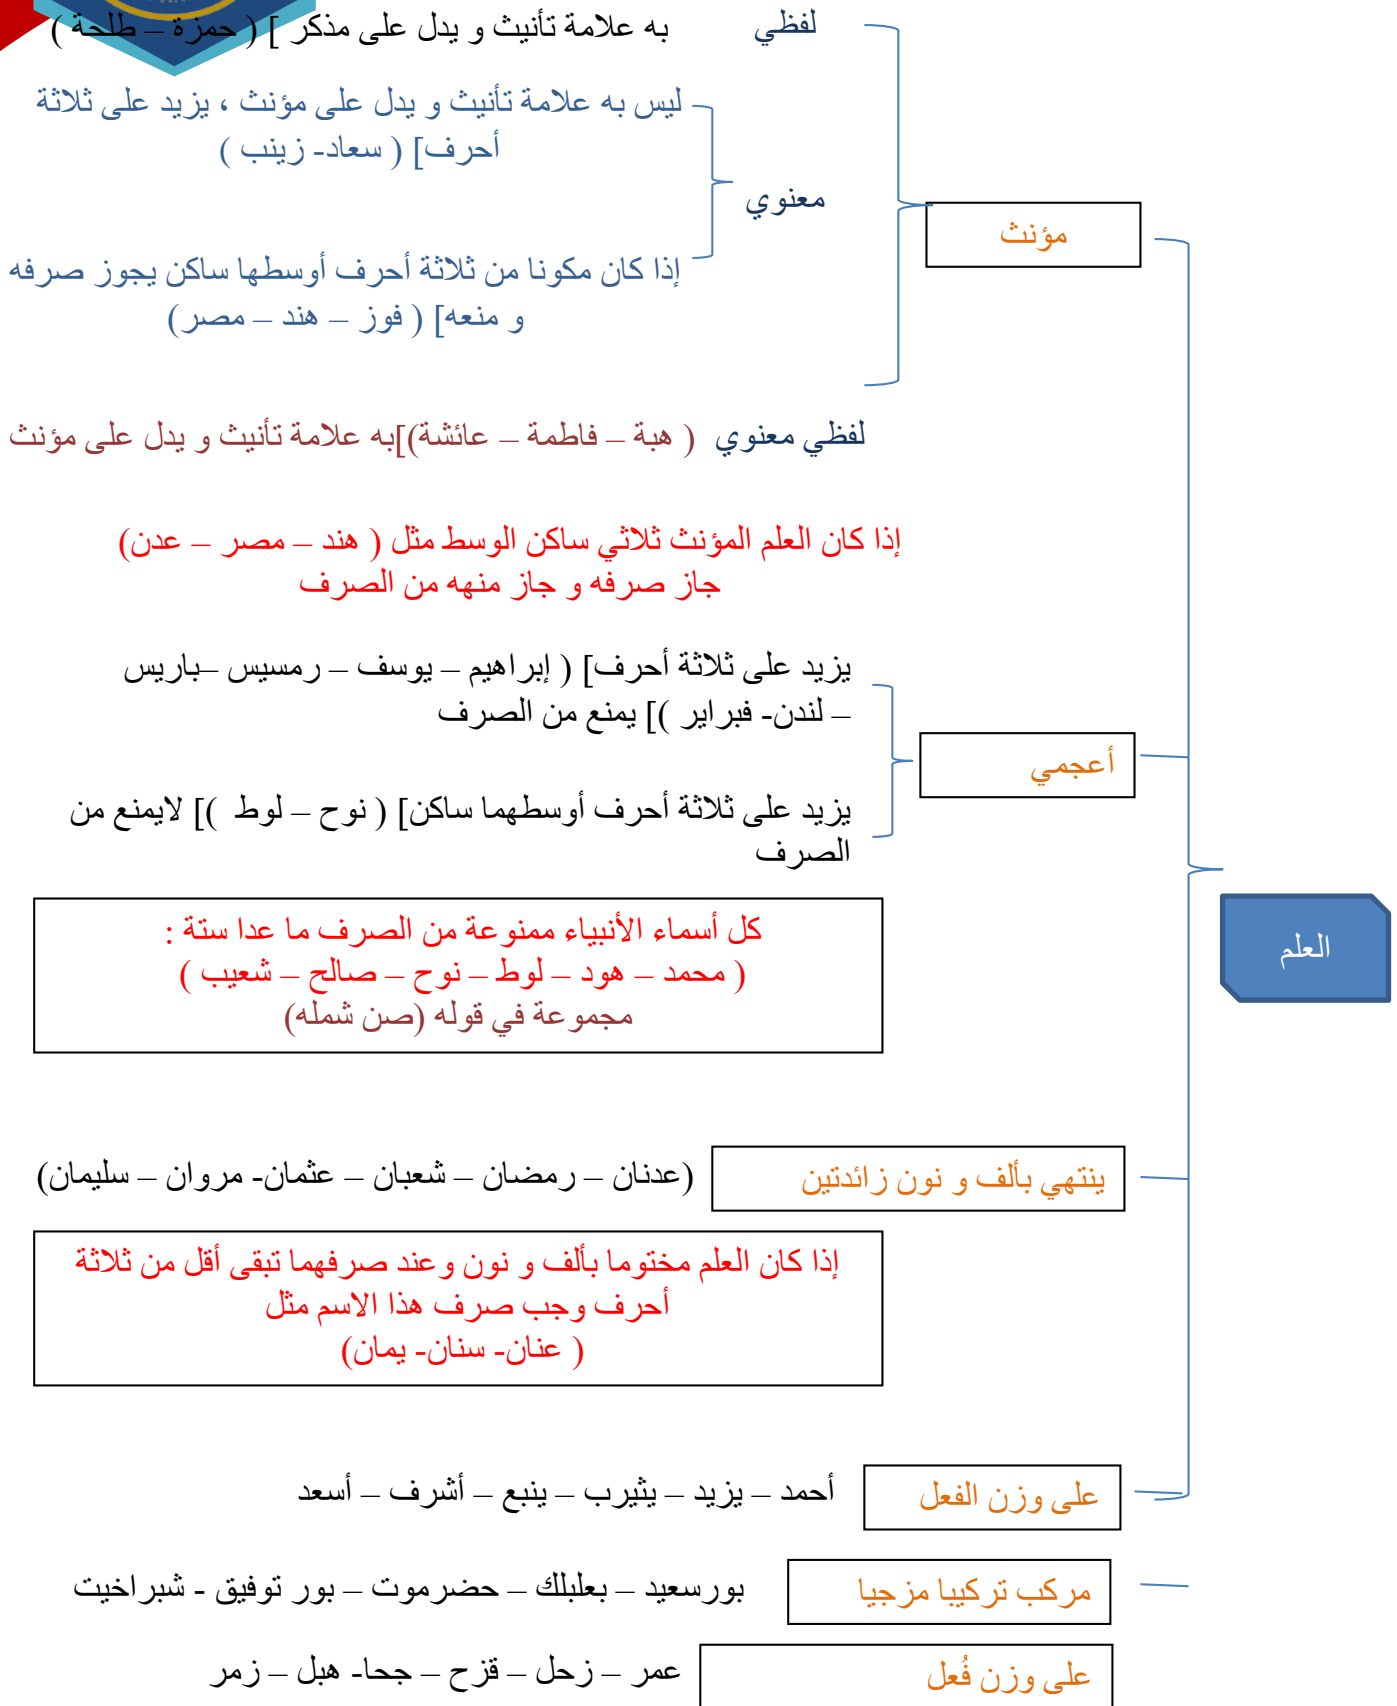 لفظي به علامة تأنيث و يدل على مذكر ] ( حمزة – طلحة )
ليس به علامة تأنيث و يدل على مؤنث ، يزيد على ثلاثة
أحرف] ( سعاد- زينب )
معنوي
مؤنث
إذا كان مكونا من ثلاثة أحرف أوسطها ساكن يجوز صرفه
و منعه] ( فوز – هند – مصر)
لفظي معنوي ( هبة – فاطمة – عائشة)]به علامة تأنيث و يدل على مؤنث
إذا كان العلم المؤنث ثلاثي ساكن الوسط مثل ( هند – مصر – عدن)
جاز صرفه و جاز منهه من الصرف
يزيد على ثلاثة أحرف] ( إبراهيم – يوسف – رمسيس –باريس
– لندن- فبراير )] يمنع من الصرف
أعجمي
يزيد على ثلاثة أحرف أوسطهما ساكن] ( نوح – لوط )] لايمنع من
الصرف
العلم
كل أسماء الأنبياء ممنوعة من الصرف ما عدا ستة :
( محمد – هود – لوط – نوح – صالح – شعيب )
مجموعة في قوله (صن شمله)
ينتهي بألف و نون زائدتين (عدنان – رمضان – شعبان – عثمان- مروان – سليمان)
إذا كان العلم مختوما بألف و نون وعند صرفهما تبقى أقل من ثلاثة
أحرف وجب صرف هذا الاسم مثل
( عنان- سنان- يمان)
على وزن الفعل أحمد – يزيد – يثيرب – ينبع – أشرف – أسعد
مركب تركيبا مزجيا بورسعيد – بعلبلك – حضرموت – بور توفيق - شبراخيت
على وزن فُعل عمر – زحل – قزح – جحا- هبل – زمر